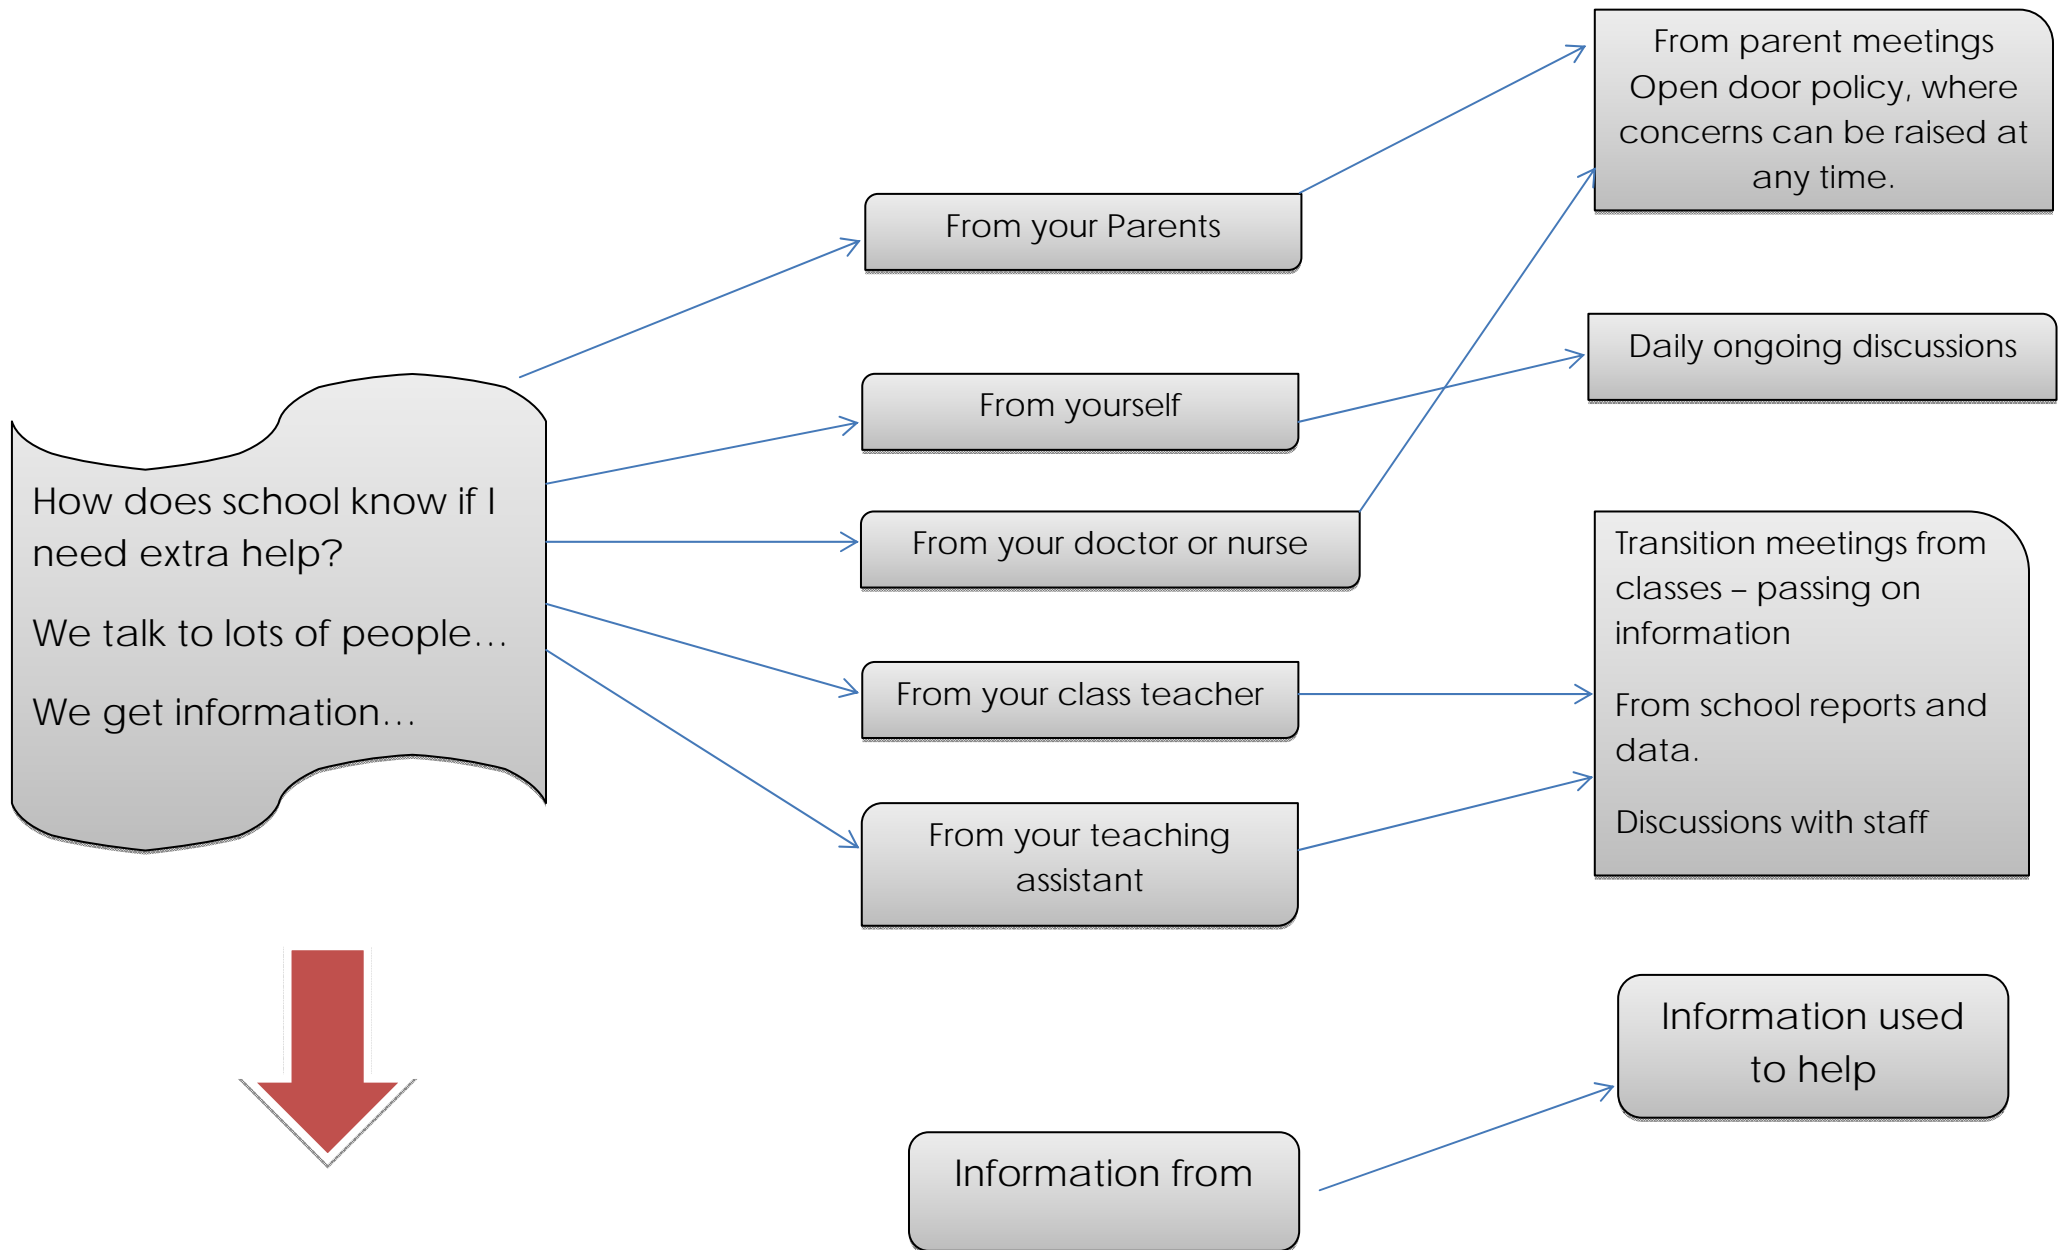 How does school know if I
need extra help?
We talk to lots of people…
We get information…
From your Parents
From yourself
From your doctor or nurse
From your class teacher
From your teaching
assistant
From parent meetings
Open door policy, where
concerns can be raised at
any time.
Daily ongoing discussions
Transition meetings from
classes – passing on
information
From school reports and
data.
Discussions with staff
Information from
Information used
to help